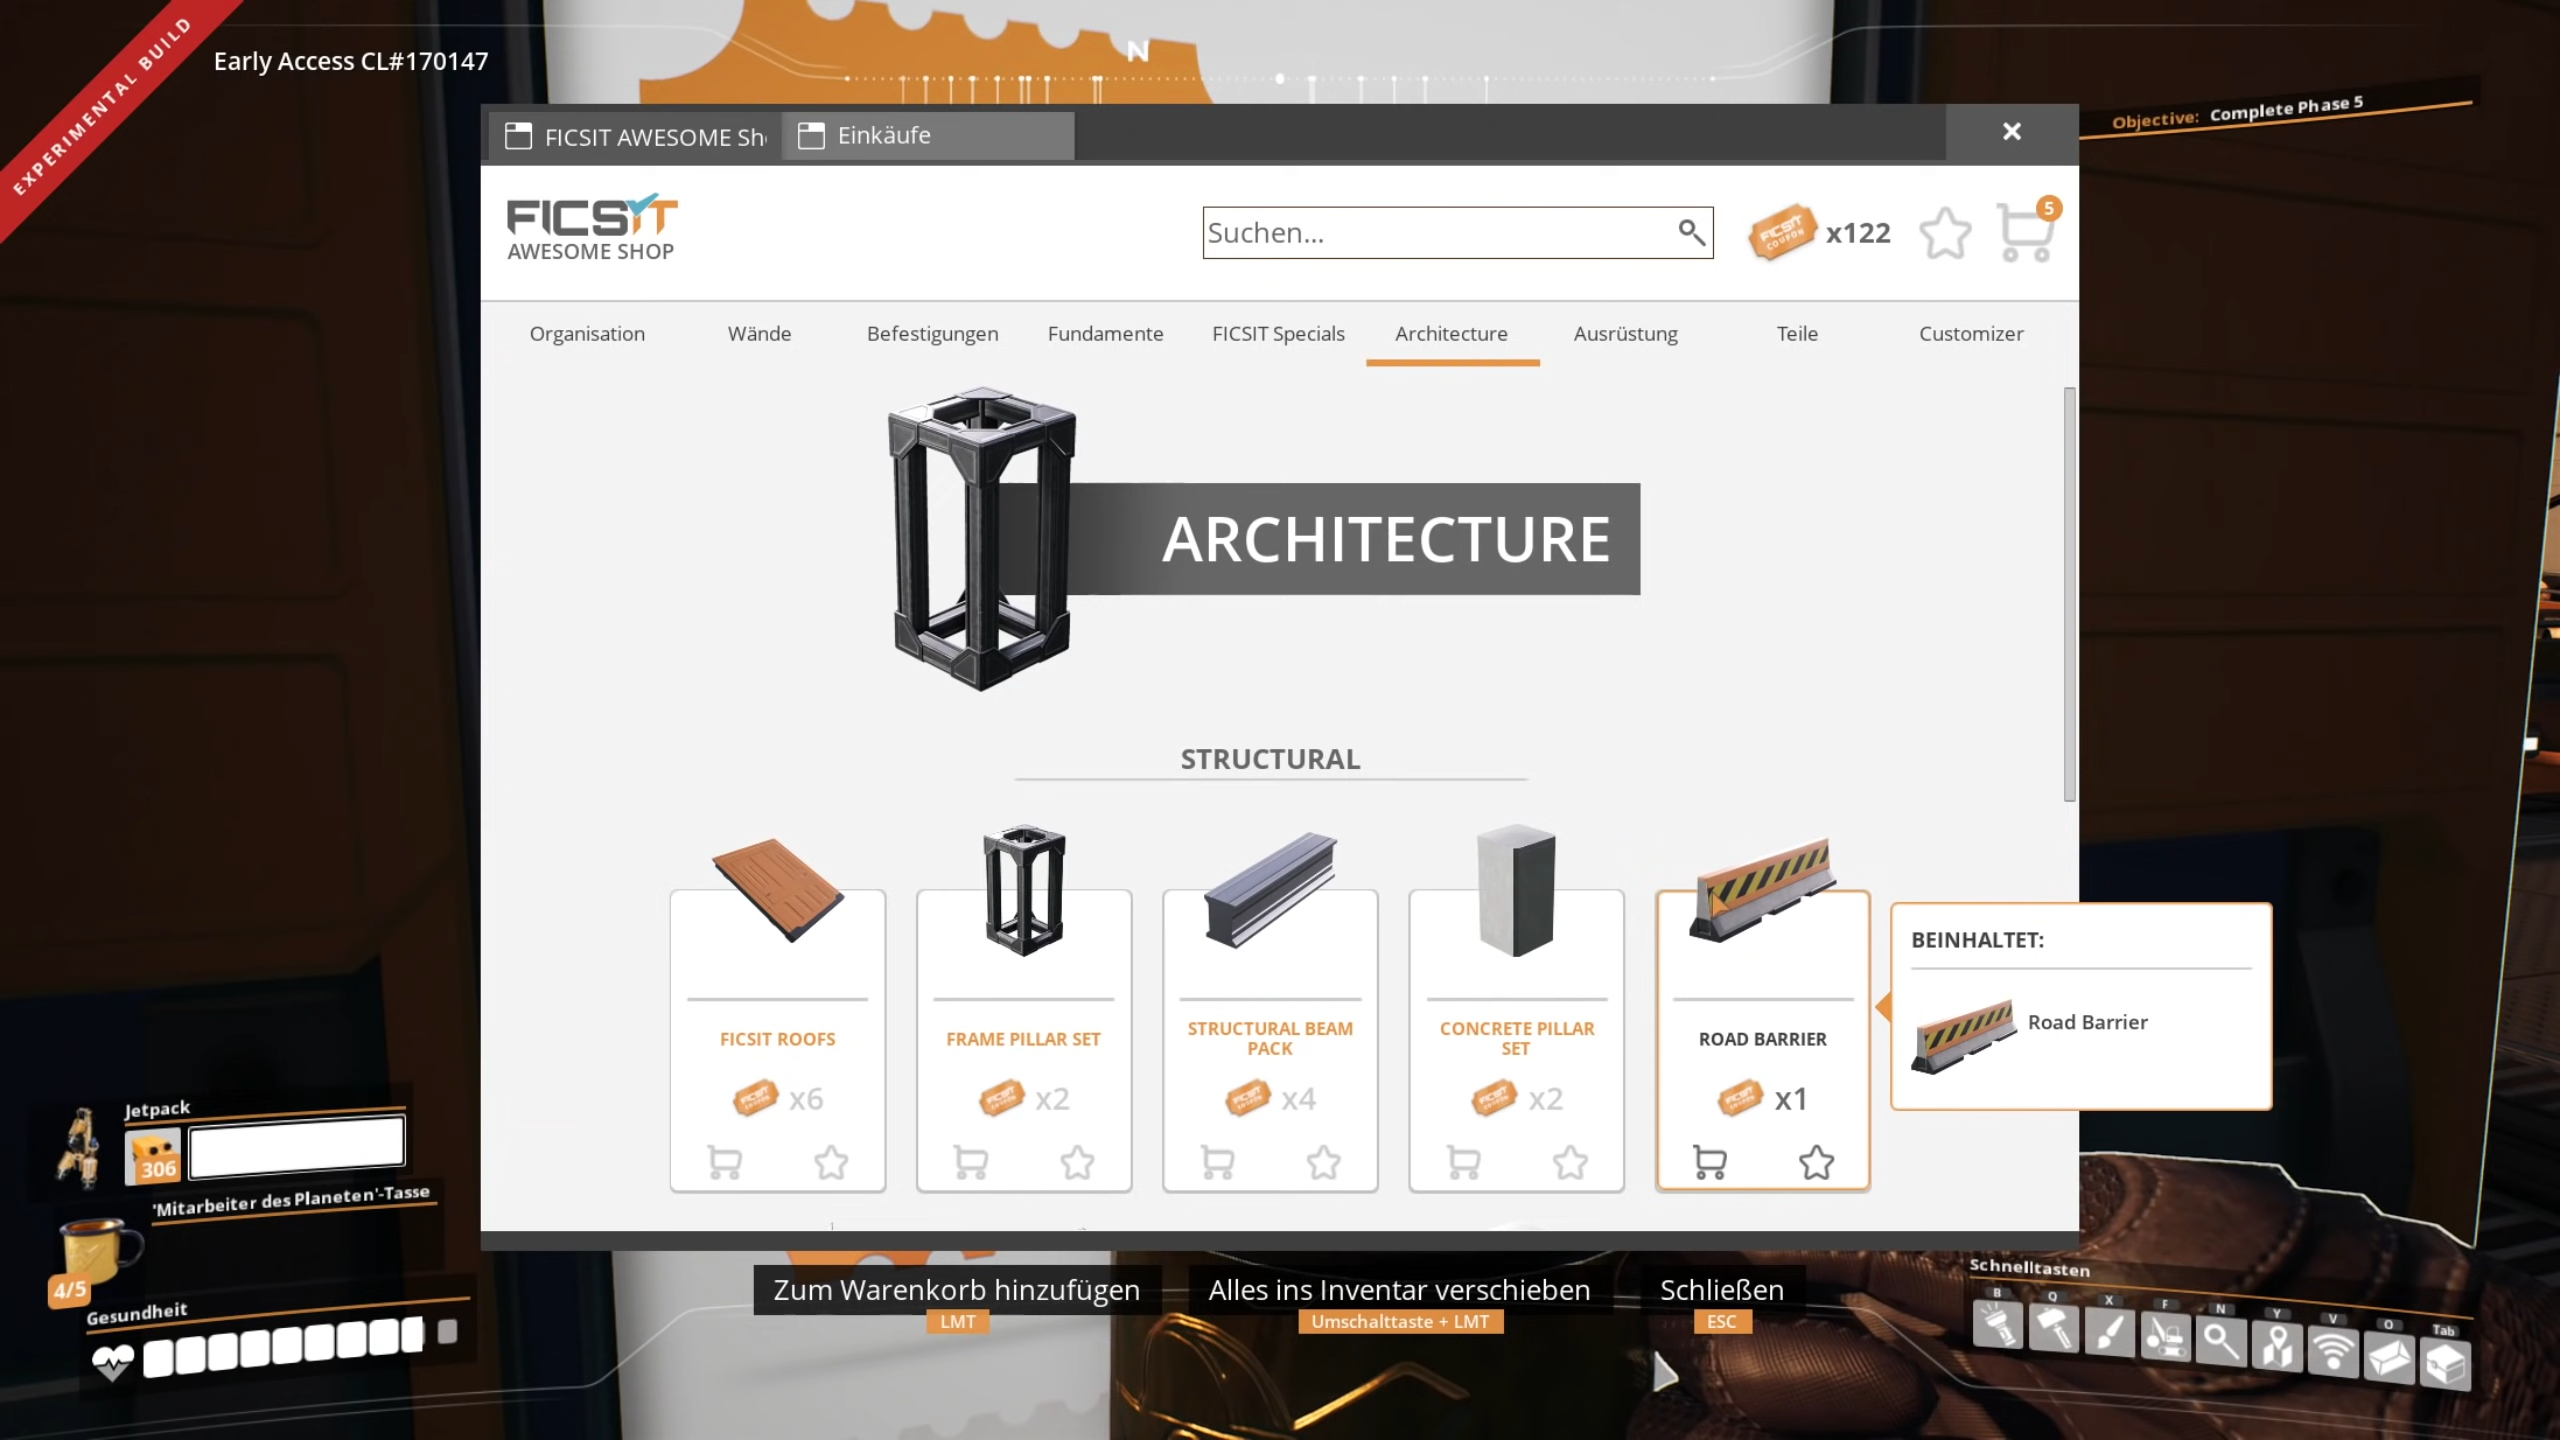 EXPERIMENTAL BUILD
Early Access CL#170147
N
Objective: Complete Phase 5
FICSIT AWESOME Sh
Einkäufe
FICSIT
AWESOME SHOP
Suchen...
FICSIT COUPON
x122
5
Organisation
Wände
Befestigungen
Fundamente
FICSIT Specials
Architecture
Ausrüstung
Teile
Customizer
ARCHITECTURE
STRUCTURAL
FICSIT ROOFS
x6
FRAME PILLAR SET
x2
STRUCTURAL BEAM
PACK
x4
CONCRETE PILLAR
SET
x2
ROAD BARRIER
x1
BEINHALTET:
Road Barrier
Jetpack
306
'Mitarbeiter des Planeten'-Tasse
4/5
Gesundheit
Zum Warenkorb hinzufügen
LMT
Alles ins Inventar verschieben
Umschalttaste + LMT
Schließen
ESC
Schnelltasten
B
Q
X
F
N
Y
V
O
Tab